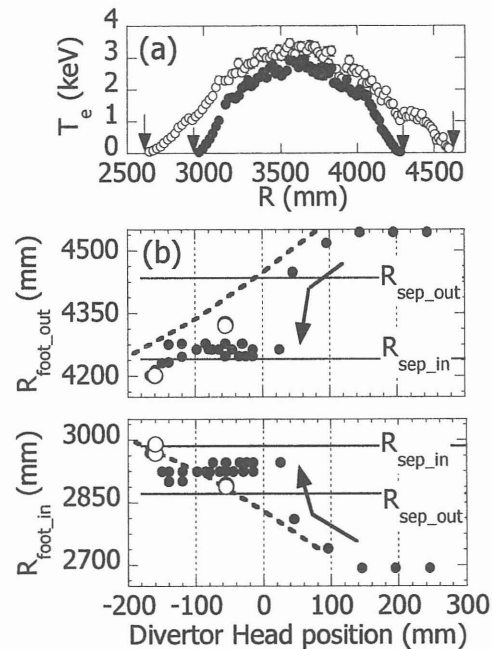 (a)
T_e (keV)
4
3
2
1
0
2500 3000 3500 4000 4500
R (mm)
(b)
R_foot_out (mm)
4500
4350
4200
R_sep_out
R_sep_in
R_foot_in (mm)
3000
2850
2700
R_sep_in
R_sep_out
-200 -100 0 100 200 300
Divertor Head position (mm)